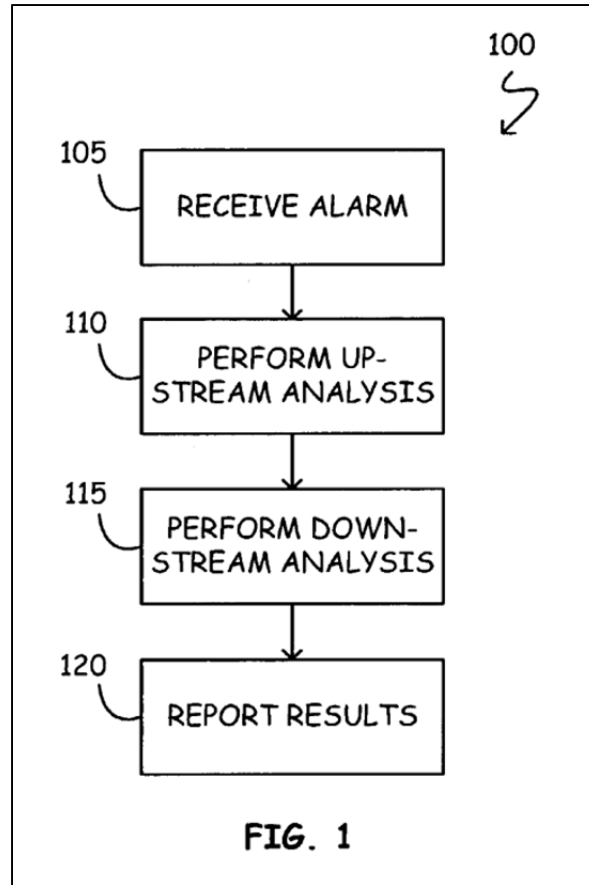 100
105
RECEIVE ALARM
110
PERFORM UP-
STREAM ANALYSIS
115
PERFORM DOWN-
STREAM ANALYSIS
120
REPORT RESULTS
FIG. 1